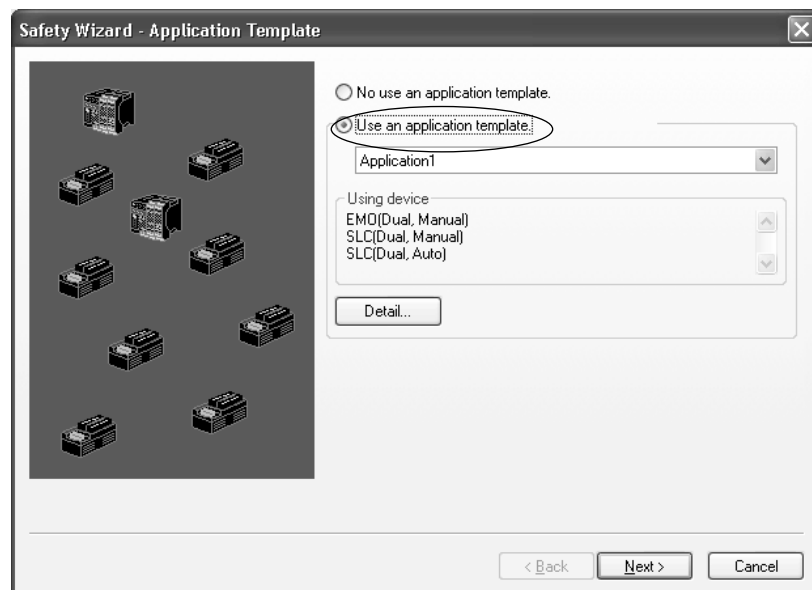 Safety Wizard - Application Template
No use an application template.
Use an application template.
Application1
Using device
EMO(Dual, Manual)
SLC(Dual, Manual)
SLC(Dual, Auto)
Detail...
< Back
Next >
Cancel